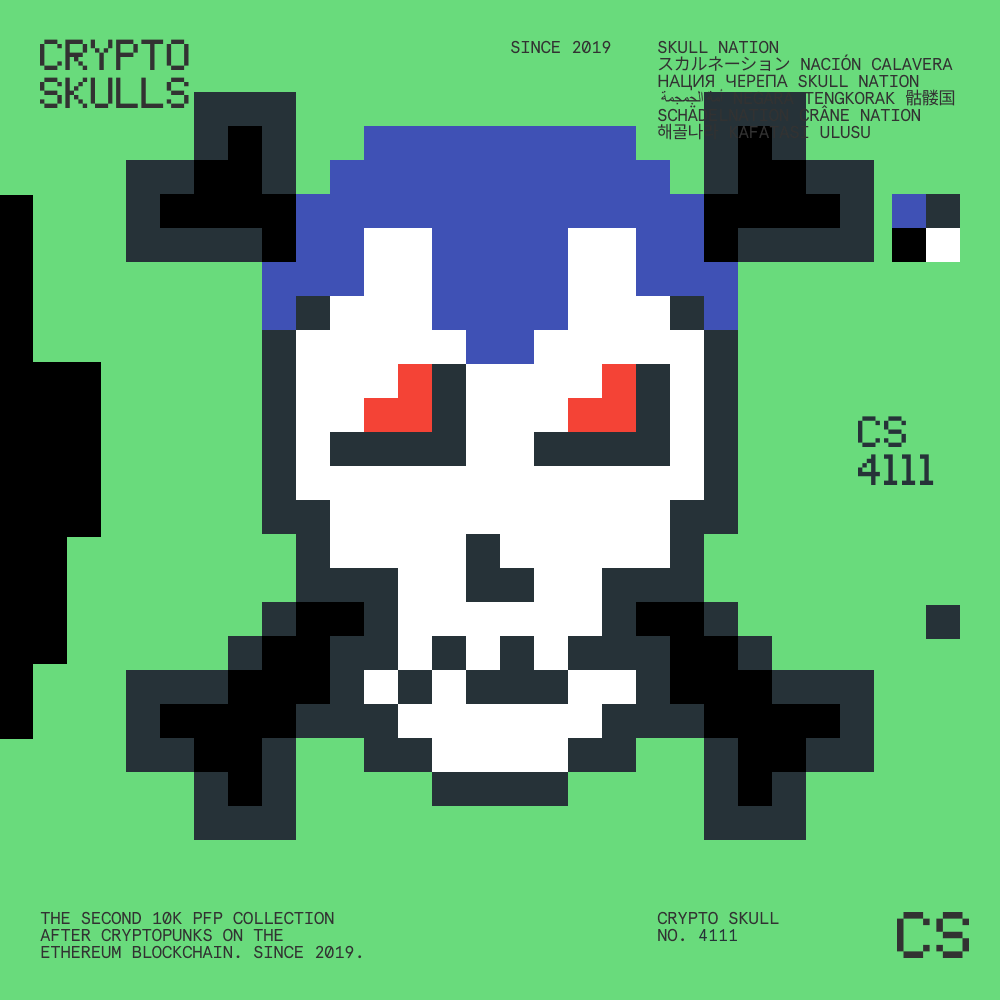 CRYPTO
SKULLS
SINCE 2019
SKULL NATION
スカルネーション NACIÓN CALAVERA
НАЦИЯ ЧЕРЕПА SKULL NATION
الجمجمة TENGKORAK 骷髅国
CRÂNE NATION
ULUSU
CS
4111
THE SECOND 10K PFP COLLECTION
AFTER CRYPTOPUNKS ON THE
ETHEREUM BLOCKCHAIN. SINCE 2019.
CRYPTO SKULL
NO. 4111
CS